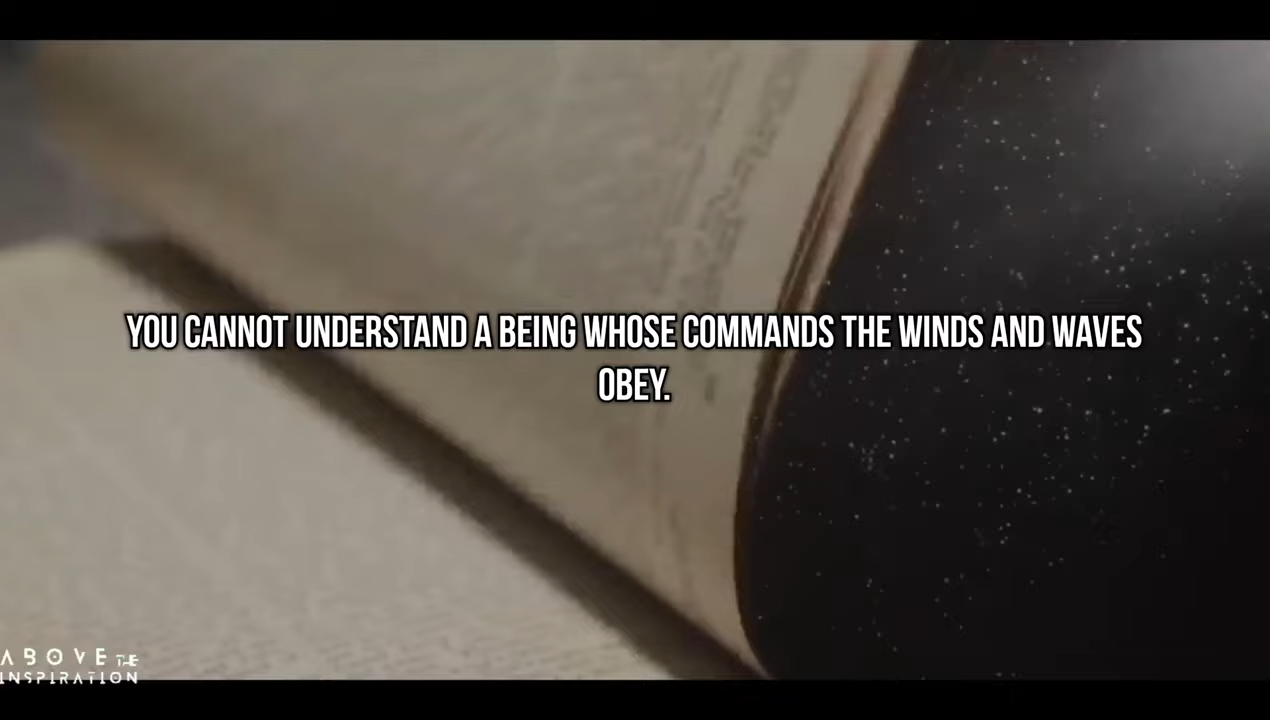 YOU CANNOT UNDERSTAND A BEING WHOSE COMMANDS THE WINDS AND WAVES
OBEY.
ABOVE THE
INSPIRATION